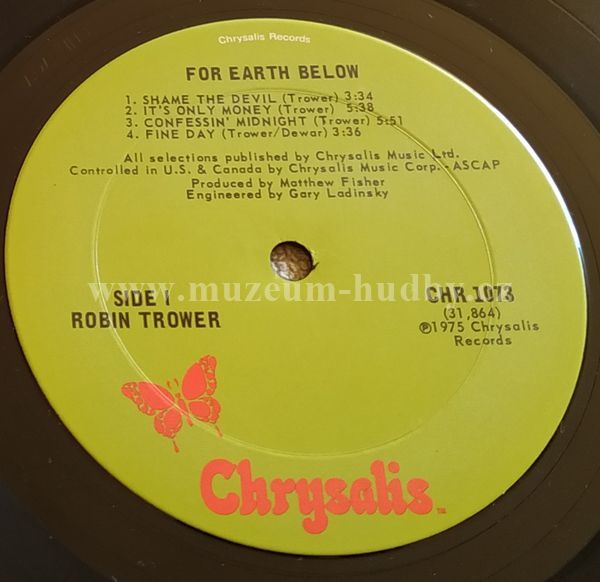 Chrysalis Records
FOR EARTH BELOW
1. SHAME THE DEVIL (Trower) 3:34
2. IT'S ONLY MONEY (Trower) 5:38
3. CONFESSIN' MIDNIGHT (Trower) 5:51
4. FINE DAY (Trower/Dewar) 3:36
All selections published by Chrysalis Music Ltd.
Controlled in U.S. & Canada by Chrysalis Music Corp. - ASCAP
Produced by Matthew Fisher
Engineered by Gary Ladinsky
www.muzeum-hudby.cz
SIDE 1
ROBIN TROWER
CHR 1073
(31,864)
℗1975 Chrysalis
Records
Chrysalis™